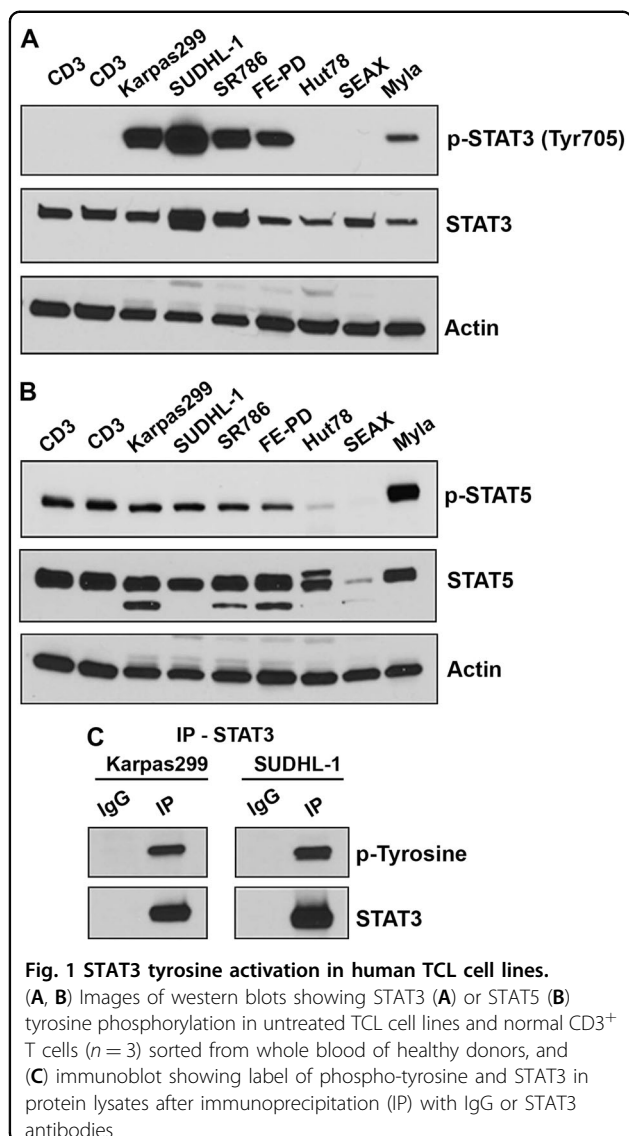 A
CD3 CD3 Karpas299 SUDHL-1 SR786 FE-PD Hut78 SEAX Myla
p-STAT3 (Tyr705)
STAT3
Actin
B
CD3 CD3 Karpas299 SUDHL-1 SR786 FE-PD Hut78 SEAX Myla
p-STAT5
STAT5
Actin
C IP - STAT3
Karpas299 SUDHL-1
IgG IP IgG IP
p-Tyrosine
STAT3
Fig. 1 STAT3 tyrosine activation in human TCL cell lines.
(A, B) Images of western blots showing STAT3 (A) or STAT5 (B)
tyrosine phosphorylation in untreated TCL cell lines and normal CD3⁺
T cells (n = 3) sorted from whole blood of healthy donors, and
(C) immunoblot showing label of phospho-tyrosine and STAT3 in
protein lysates after immunoprecipitation (IP) with IgG or STAT3
antibodies